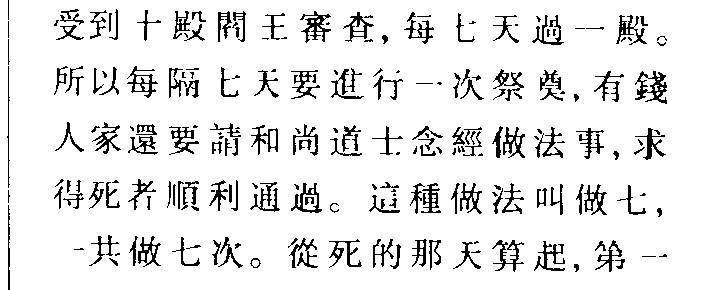 受到十殿閻王審查，每七天過一殿。
所以每隔七天要進行一次祭奠，有錢
人家還要請和尚道士念經做法事，求
得死者順利通過。這種做法叫做七，
一共做七次。從死的那天算起，第一